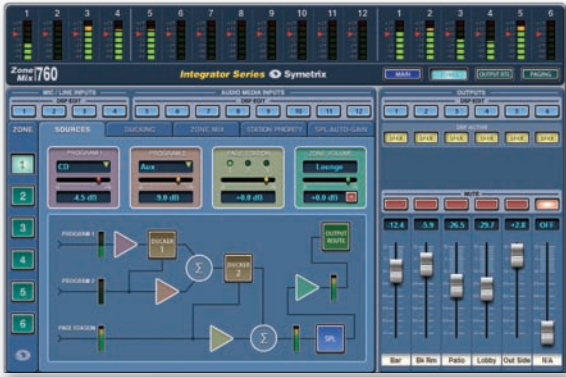 1 2 3 4 5 6 7 8 9 10 11 12 1 2 3 4 5 6
Zone Mix 760
Integrator Series Symetrix
MAIN
OUTPUT RTE
PAGING
MIC / LINE INPUTS
AUDIO MEDIA INPUTS
OUTPUTS
DSP EDIT
DSP EDIT
DSP EDIT
1 2 3 4 5 6 7 8 9 10 11 12 1 2 3 4 5 6
ZONE
SOURCES
DUCKING
ZONE MIX
STATION PRIORITY
SPL AUTO-GAIN
DSP ACTIVE
PROGRAM 1
PROGRAM 2
PAGE STATION
ZONE VOLUME
CD
Aux
Lounge
-4.5 dB
-9.0 dB
+0.0 dB
+0.0 dB
1
2
3
4
5
6
MUTE
-12.4
-5.9
-26.5
-29.7
+2.8
OFF
PROGRAM 1
DUCKER 1
OUTPUT ROUTE
Σ
DUCKER 2
PROGRAM 2
PAGE STATION
Σ
SPL
Bar
Bk Rm
Patio
Lobby
Out Side
N/A